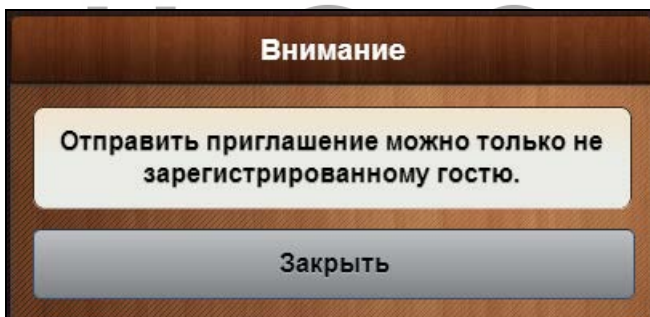 Внимание
Отправить приглашение можно только не
зарегистрированному гостю.
Закрыть